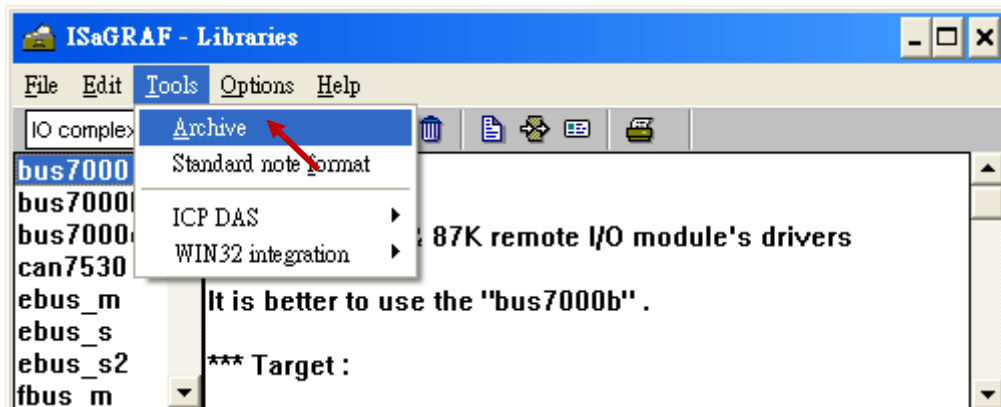 ISaGRAF - Libraries
File Edit Tools Options Help
IO comple
Archive
Standard note format
ICP DAS
WIN32 integration
bus7000
bus7000
bus7000
can7530
ebus_m
ebus_s
ebus_s2
fbus_m
87K remote I/O module's drivers
It is better to use the "bus7000b" .
*** Target :